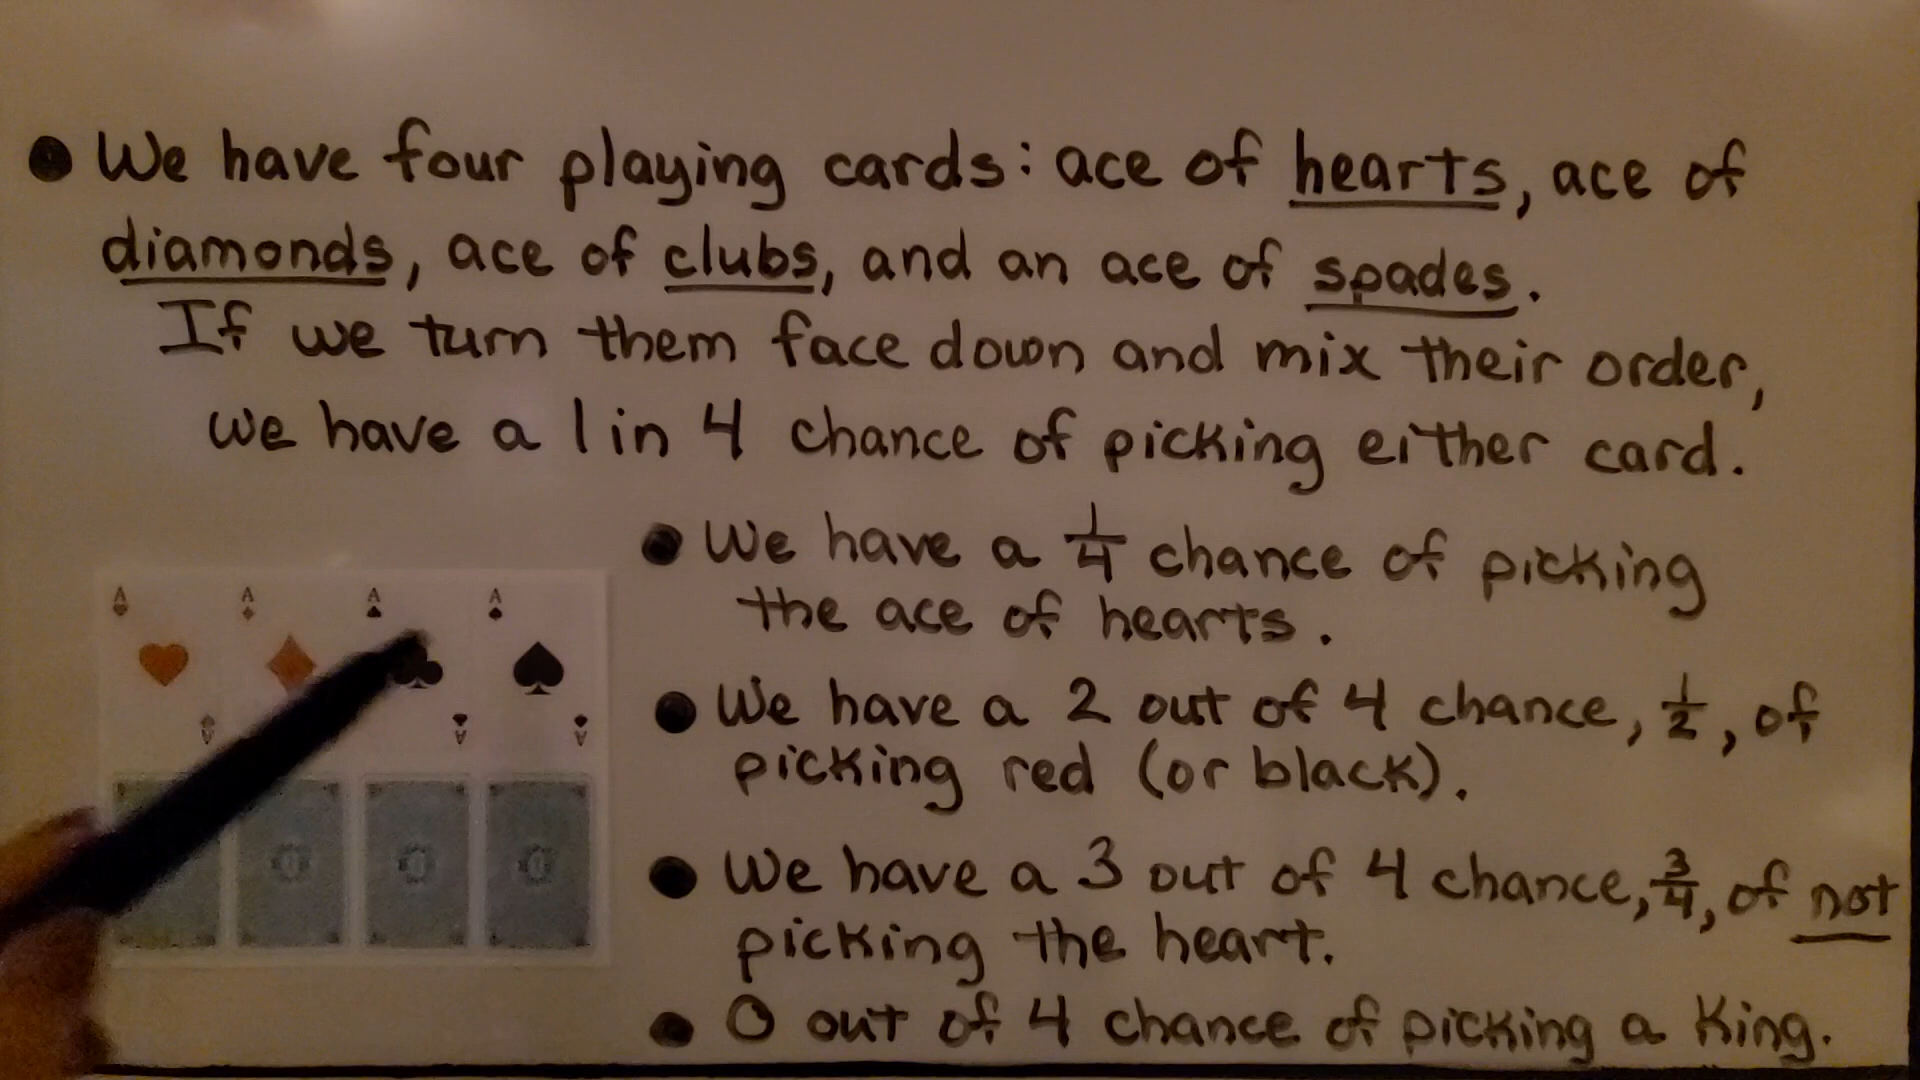 • We have four playing cards: ace of hearts, ace of
diamonds, ace of clubs, and an ace of spades.
If we turn them face down and mix their order,
we have a 1 in 4 chance of picking either card.
• We have a 1/4 chance of picking
the ace of hearts.
• We have a 2 out of 4 chance, 1/2, of
picking red (or black).
• We have a 3 out of 4 chance, 3/4, of not
picking the heart.
• 0 out of 4 chance of picking a King.
A A A A
A A A